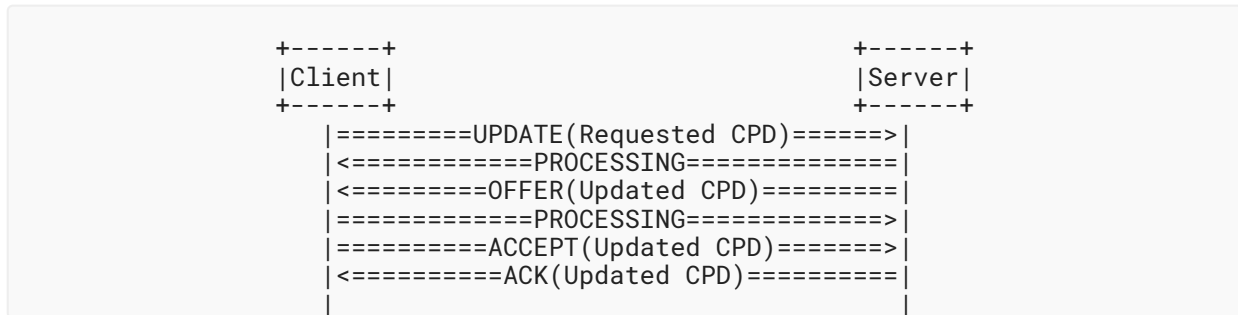 +------+                              +------+
|Client|                              |Server|
+------+                              +------+
|=========UPDATE(Requested CPD)======>|
|<============PROCESSING==============|
|<=========OFFER(Updated CPD)=========|
|=============PROCESSING=============>|
|==========ACCEPT(Updated CPD)=======>|
|<==========ACK(Updated CPD)==========|
|                                     |